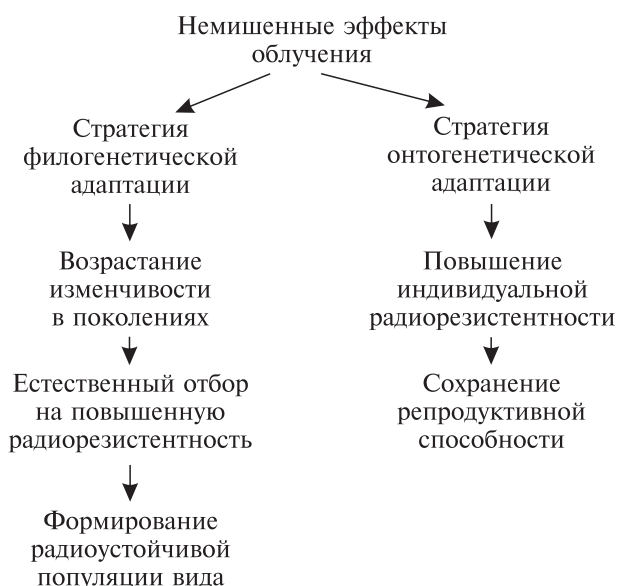 Немишенные эффекты
облучения
Стратегия
филогенетической
адаптации
Возрастание
изменчивости
в поколениях
Естественный отбор
на повышенную
радиорезистентность
Формирование
радиоустойчивой
популяции вида
Стратегия
онтогенетической
адаптации
Повышение
индивидуальной
радиорезистентности
Сохранение
репродуктивной
способности